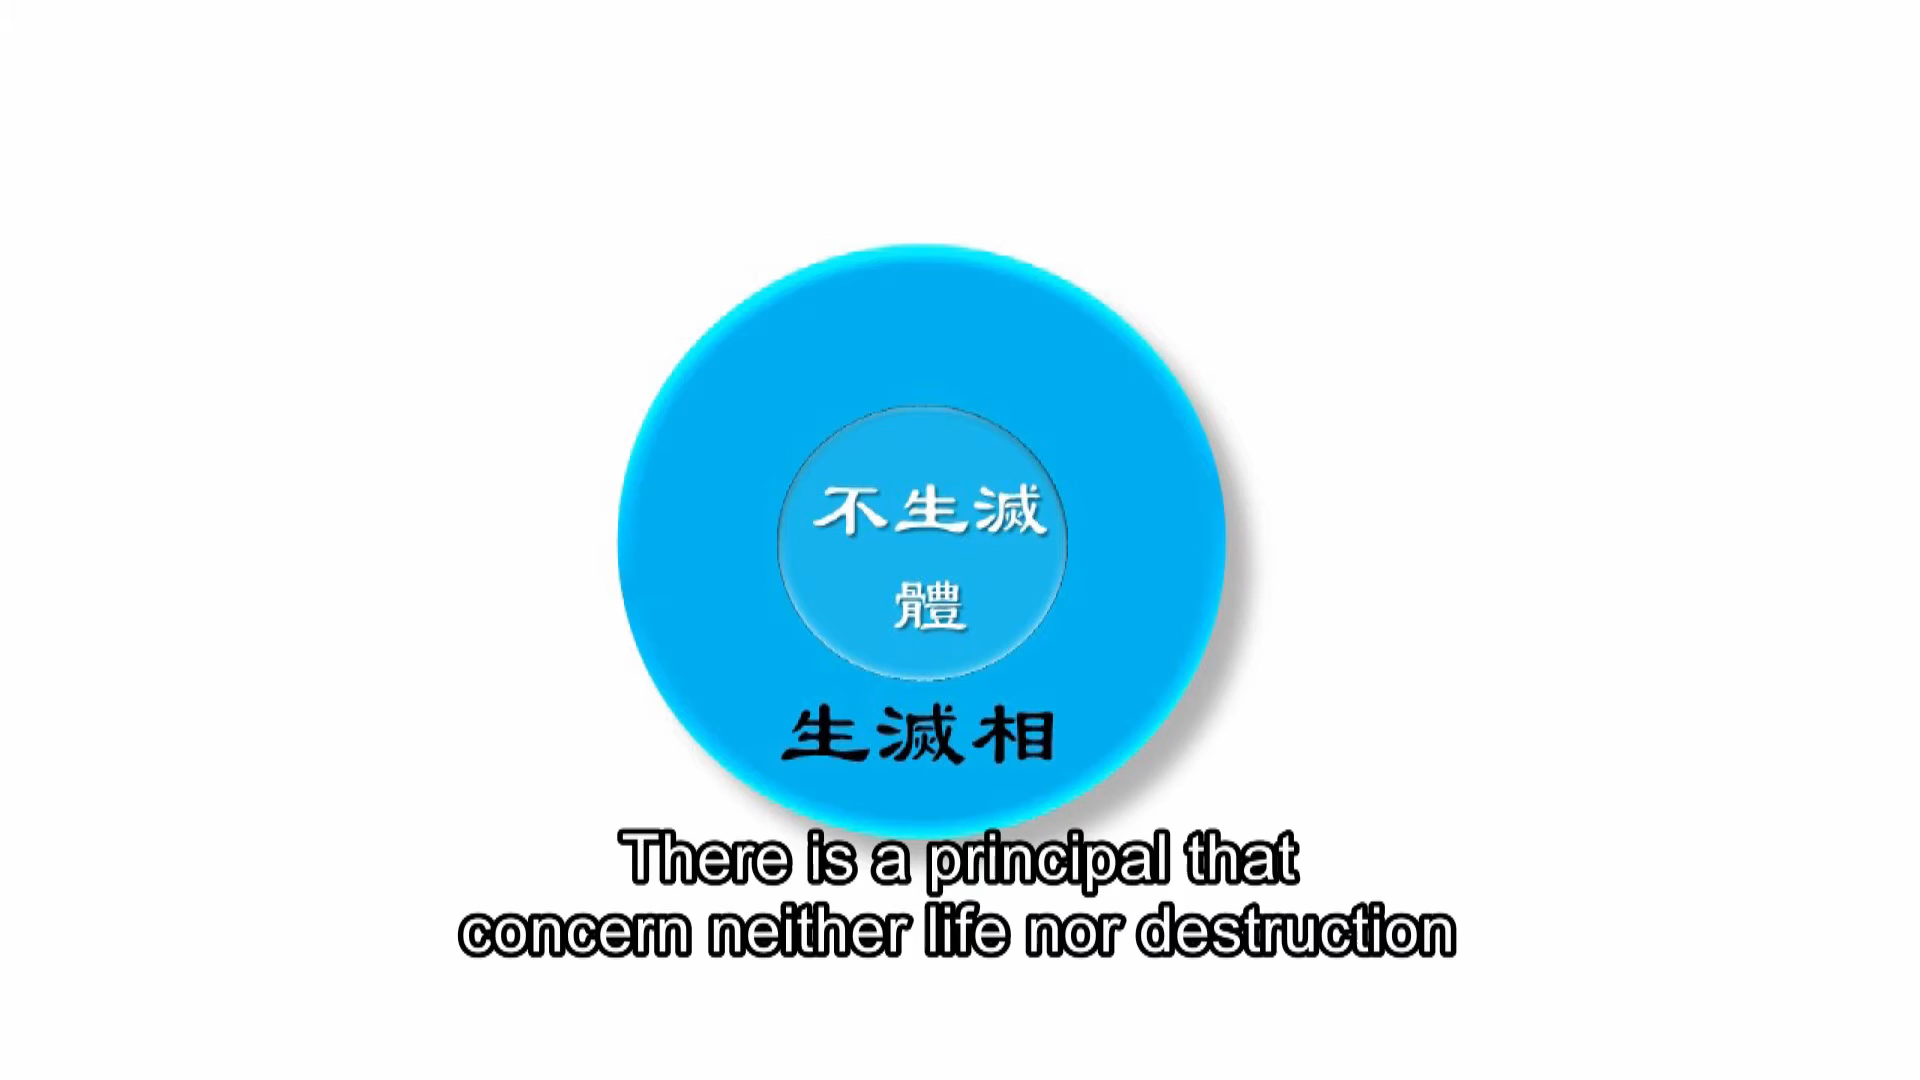 不生滅
體
生滅相
There is a principal that
concern neither life nor destruction